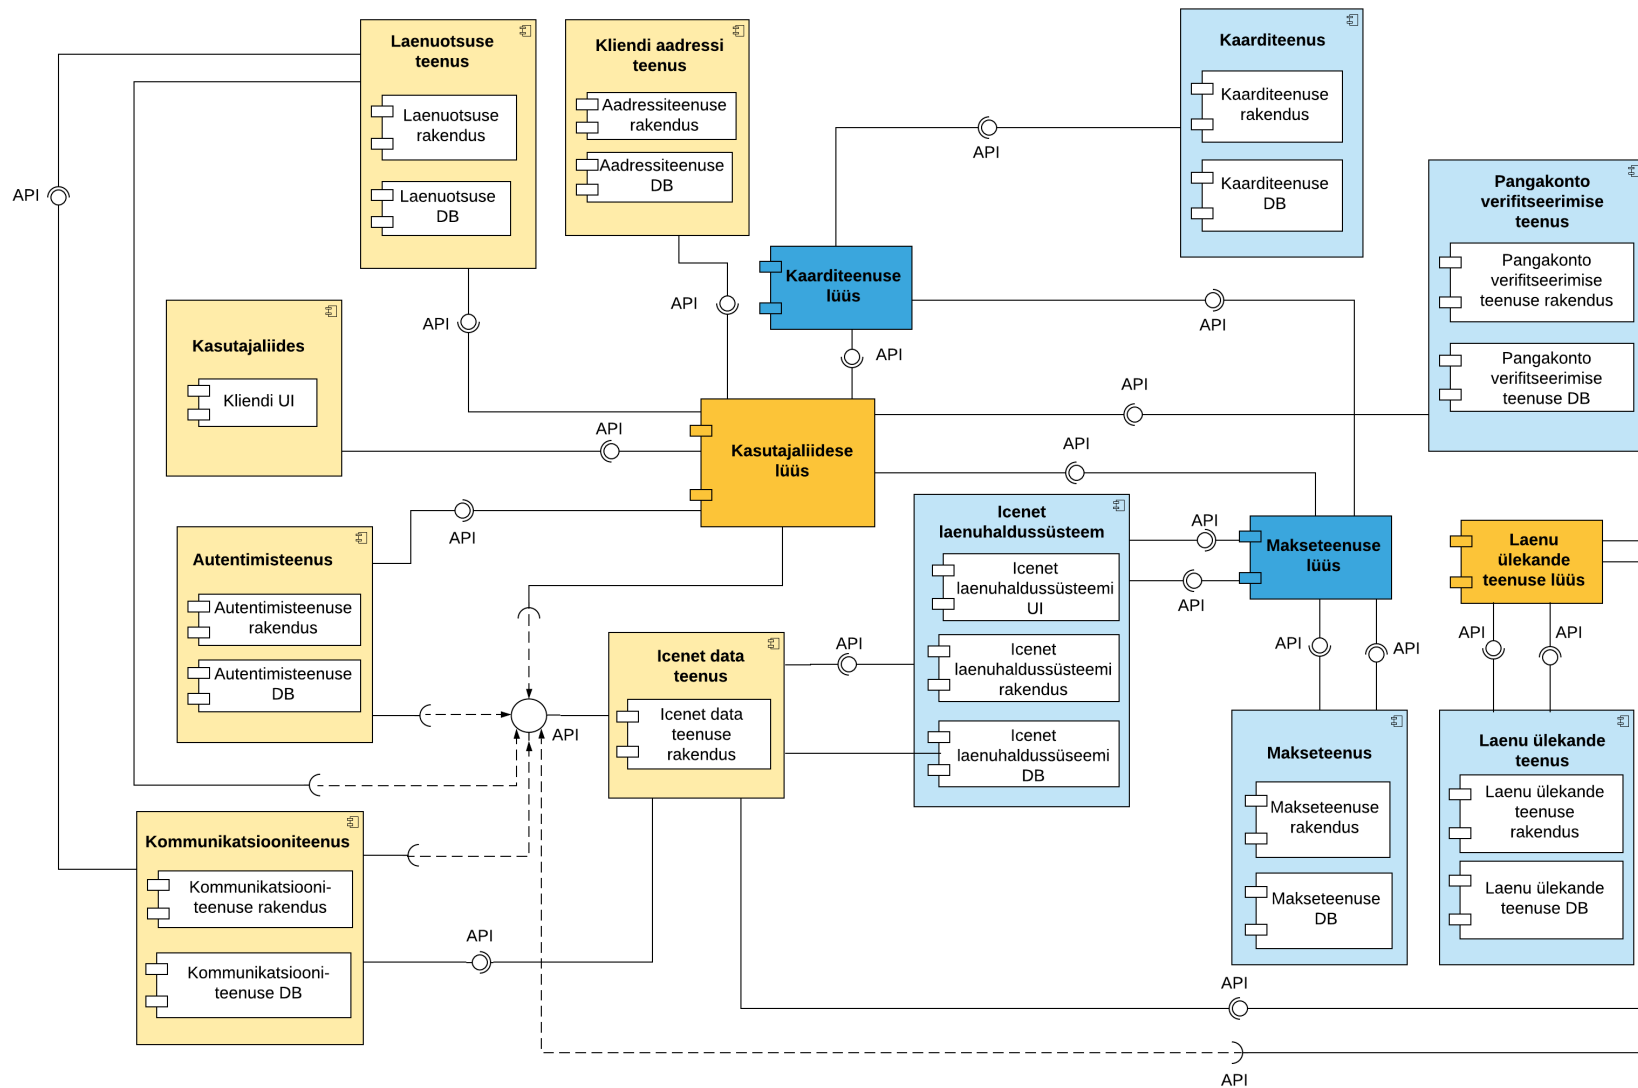 Laenuotsuse
teenus
Laenuotsuse
rakendus
Laenuotsuse
DB
Kliendi aadressi
teenus
Aadressiteenuse
rakendus
Aadressiteenuse
DB
Kaarditeenus
Kaarditeenuse
rakendus
Kaarditeenuse
DB
API
API
Pangakonto
verifitseerimise
teenus
Pangakonto
verifitseerimise
teenuse rakendus
Pangakonto
verifitseerimise
teenuse DB
Kaarditeenuse
lüüs
API
API
API
API
Kasutajaliides
Kliendi UI
API
API
API
Kasutajaliidese
lüüs
API
API
Autentimisteenus
Autentimisteenuse
rakendus
Autentimisteenuse
DB
Icenet
laenuhaldussüsteem
Icenet
laenuhaldussüsteemi
UI
Icenet
laenuhaldussüsteemi
rakendus
Icenet
laenuhaldussüseemi
DB
API
API
Makseteenuse
lüüs
Laenu
ülekande
teenuse lüüs
API
API
API
API
Icenet data
teenus
Icenet data
teenuse
rakendus
API
API
Makseteenus
Makseteenuse
rakendus
Makseteenuse
DB
Laenu ülekande
teenus
Laenu ülekande
teenuse
rakendus
Laenu ülekande
teenuse DB
Kommunikatsiooniteenus
Kommunikatsiooni-
teenuse rakendus
Kommunikatsiooni-
teenuse DB
API
API
API